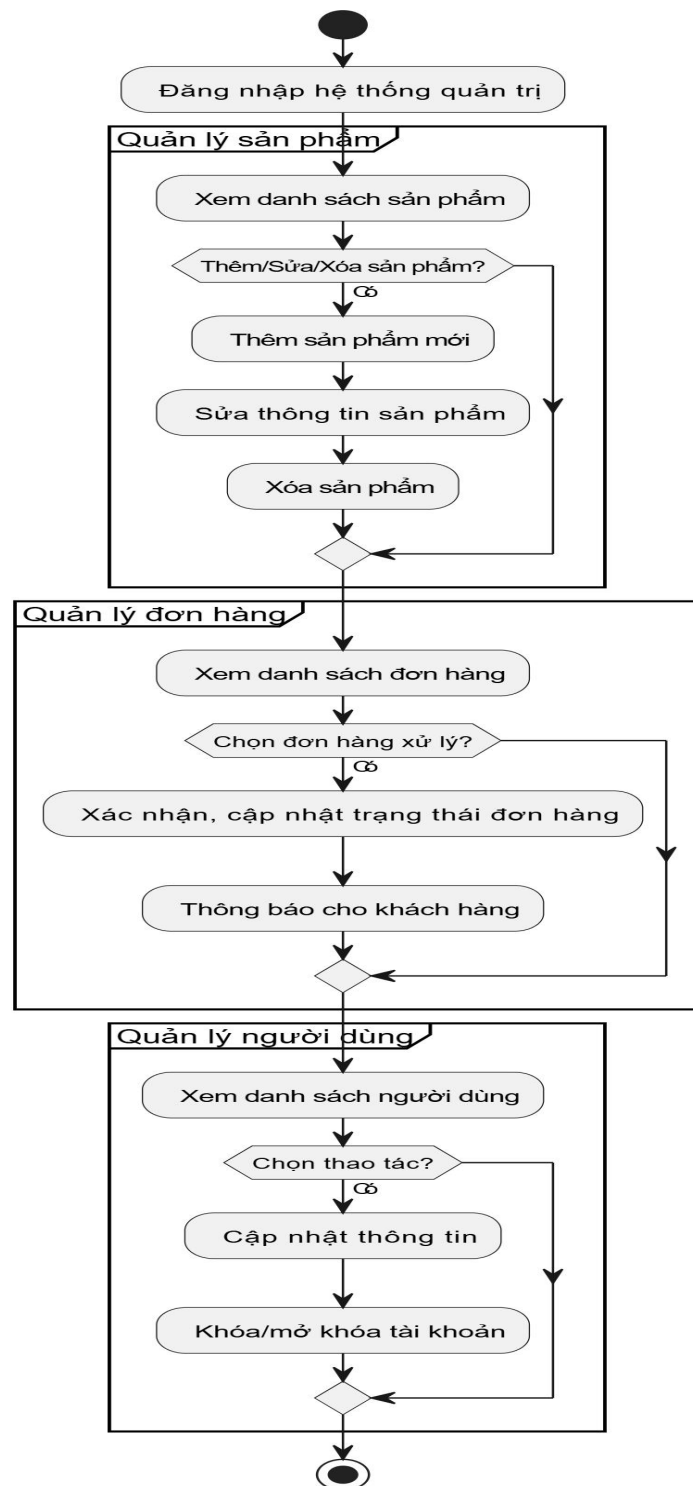 Đăng nhập hệ thống quản trị
Quản lý sản phẩm
Xem danh sách sản phẩm
Thêm/Sửa/Xóa sản phẩm?
Có
Thêm sản phẩm mới
Sửa thông tin sản phẩm
Xóa sản phẩm
Quản lý đơn hàng
Xem danh sách đơn hàng
Chọn đơn hàng xử lý?
Có
Xác nhận, cập nhật trạng thái đơn hàng
Thông báo cho khách hàng
Quản lý người dùng
Xem danh sách người dùng
Chọn thao tác?
Có
Cập nhật thông tin
Khóa/mở khóa tài khoản